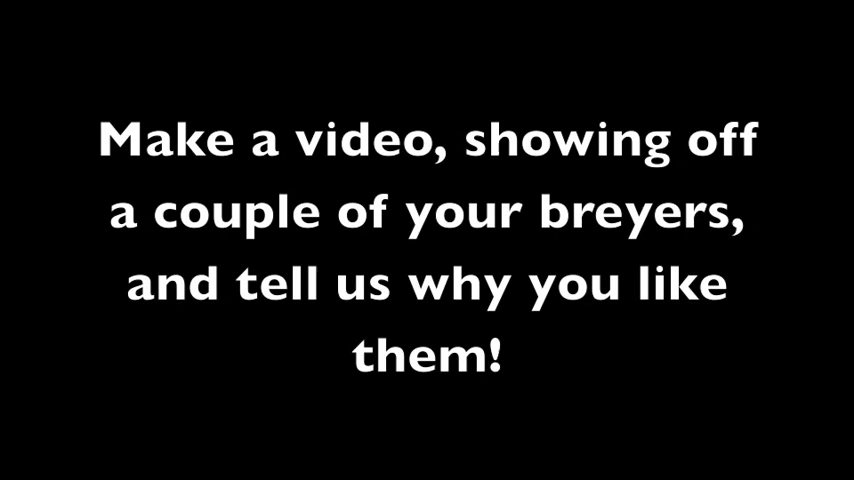 Make a video, showing off
a couple of your breyers,
and tell us why you like
them!